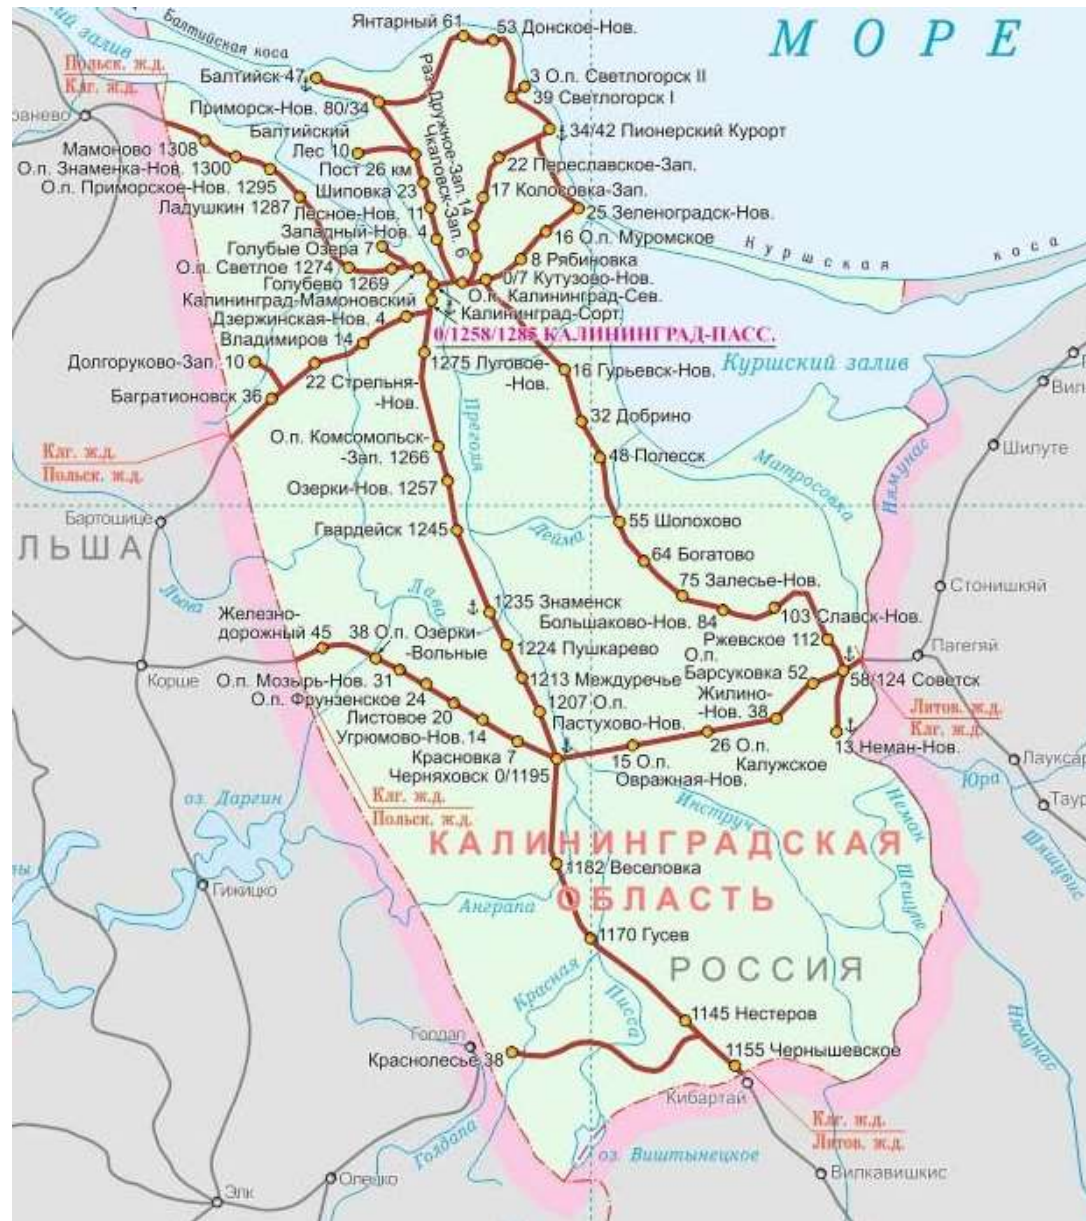 Янтарный 61
53 Донское-Нов.
МОРЕ
Балтийская коса
залив
Польск. ж.д.
Клг. ж.д.
Балтийск 47
3 О.п. Светлогорск II
39 Светлогорск I
Приморск-Нов. 80/34
Раз. Дружное-Зап. 14
Чкаловск-Зап. 6
34/42 Пионерский Курорт
Балтийский
Лес 10
Мамоново 1308
22 Переславское-Зап.
О.п. Знаменка-Нов. 1300
Пост 26 км
О.п. Приморское-Нов. 1295
Шиповка 23
17 Колосовка-Зап.
Ладушкин 1287
Лесное-Нов. 11
25 Зеленоградск-Нов.
Западный-Нов. 4
16 О.п. Муромское
Куршская коса
Голубые Озера 7
8 Рябиновка
О.п. Светлое 1274
0/7 Кутузово-Нов.
Голубево 1269
О.п. Калининград-Сев.
Калининград-Мамоновский
Калининград-Сорт.
Дзержинская-Нов. 4
0/1258/1285 КАЛИНИНГРАД-ПАСС.
Владимиров 14
Долгоруково-Зап. 10
1275 Луговое-
-Нов.
Куршский залив
22 Стрельня-
-Нов.
16 Гурьевск-Нов.
Багратионовск 36
Преголя
32 Добрино
Клг. ж.д.
Польск. ж.д.
О.п. Комсомольск-
-Зап. 1266
48 Полесск
Матросовка
Нямунас
Шилуте
Озерки-Нов. 1257
Бартошице
Гвардейск 1245
Дейма
55 Шолохово
ЛЬША
64 Богатово
Лына
Лава
75 Залесье-Нов.
Стонишкяй
Железно-
дорожный 45
1235 Знаменск
Большаково-Нов. 84
103 Славск-Нов.
38 О.п. Озерки-
-Вольные
1224 Пушкарево
Ржевское 112
Пагегяй
Корше
О.п. Мозырь-Нов. 31
1213 Междуречье
О.п.
Барсуковка 52
58/124 Советск
О.п. Фрунзенское 24
1207 О.п.
Пастухово-Нов.
Жилино-
-Нов. 38
Литов. ж.д.
Клг. ж.д.
Листовое 20
Угрюмово-Нов. 14
26 О.п.
Калужское
13 Неман-Нов.
Красновка 7
15 О.п.
Овражная-Нов.
Черняховск 0/1195
Юра
Клг. ж.д.
Польск. ж.д.
оз. Даргин
Инструч
Неман
Шяшувис
КАЛИНИНГРАДСКАЯ
ОБЛАСТЬ
1182 Веселовка
Шешупе
Гижицко
Анграпа
1170 Гусев
РОССИЯ
Красная
Писса
Нямунас
1145 Нестеров
Голдап
Краснолесье 38
1155 Чернышевское
Кибартай
Клг. ж.д.
Литов. ж.д.
Голдапа
оз. Виштынецкое
Вилкавишкис
Олецко
Элк